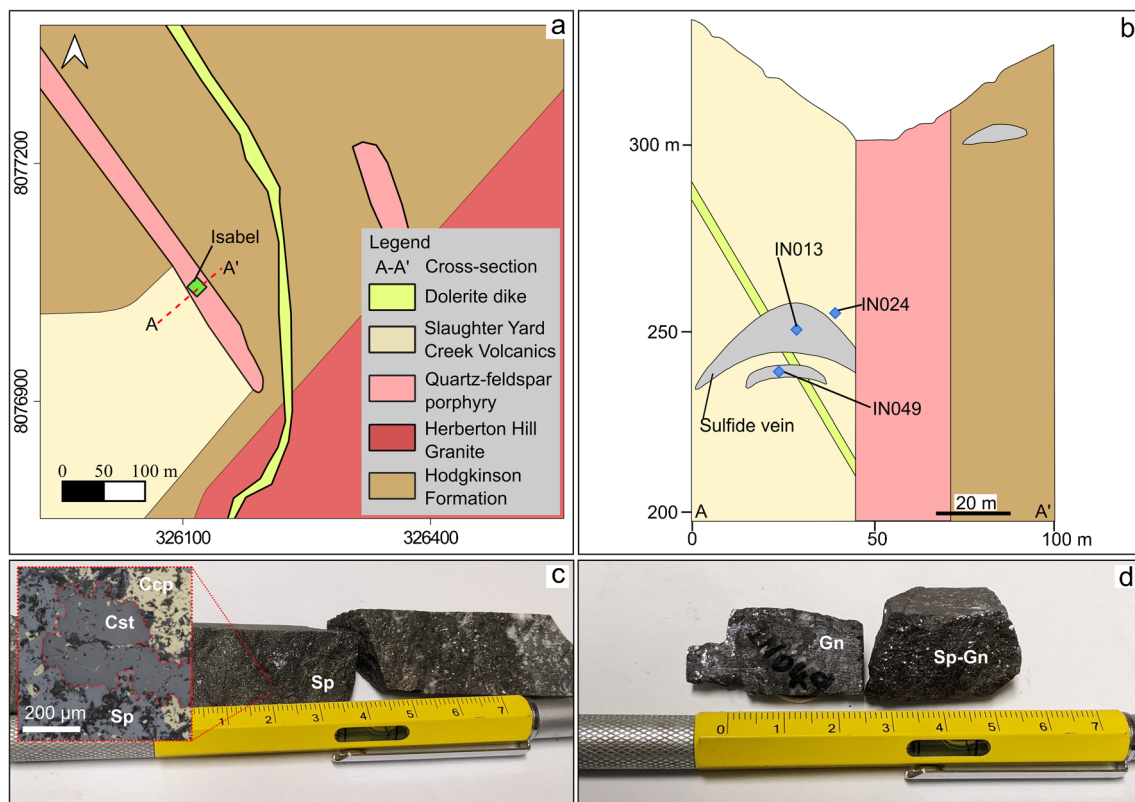 a
8077200
8076900
Isabel
A'
A
0 50 100 m
326100 326400
Legend
A-A' Cross-section
Dolerite dike
Slaughter Yard
Creek Volcanics
Quartz-feldspar
porphyry
Herberton Hill
Granite
Hodgkinson
Formation
b
300 m
250
200
IN013
IN024
IN049
Sulfide vein
20 m
A A'
0 50 100 m
c
Ccp
Cst
Sp
200 µm
Sp
1 2 3 4 5 6 7
d
Gn
Sp-Gn
0 1 2 3 4 5 6 7